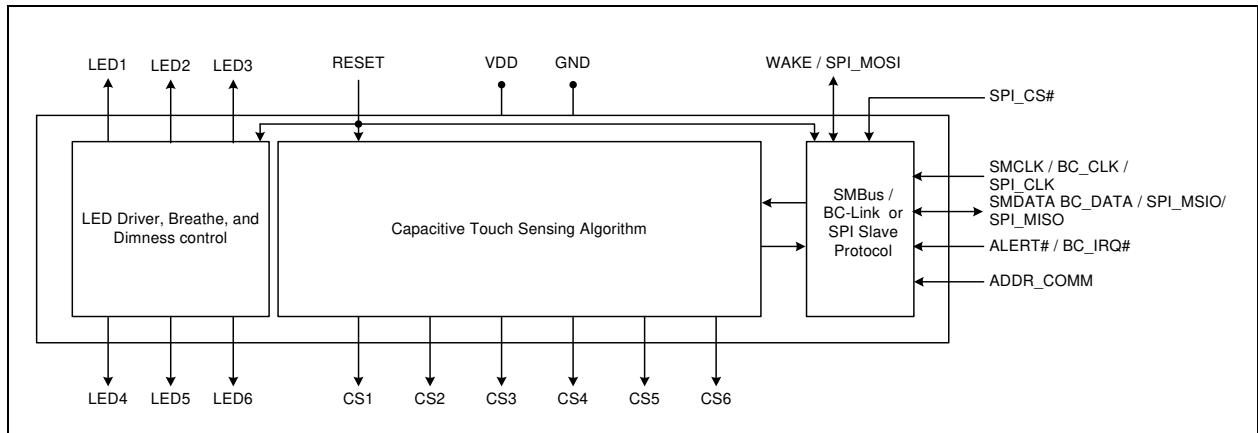 LED1
LED2
LED3
RESET
VDD
GND
WAKE / SPI_MOSI
SPI_CS#
LED Driver, Breathe, and
Dimness control
Capacitive Touch Sensing Algorithm
SMBus /
BC-Link or
SPI Slave
Protocol
SMCLK / BC_CLK /
SPI_CLK
SMDATA BC_DATA / SPI_MSIO/
SPI_MISO
ALERT# / BC_IRQ#
ADDR_COMM
LED4
LED5
LED6
CS1
CS2
CS3
CS4
CS5
CS6